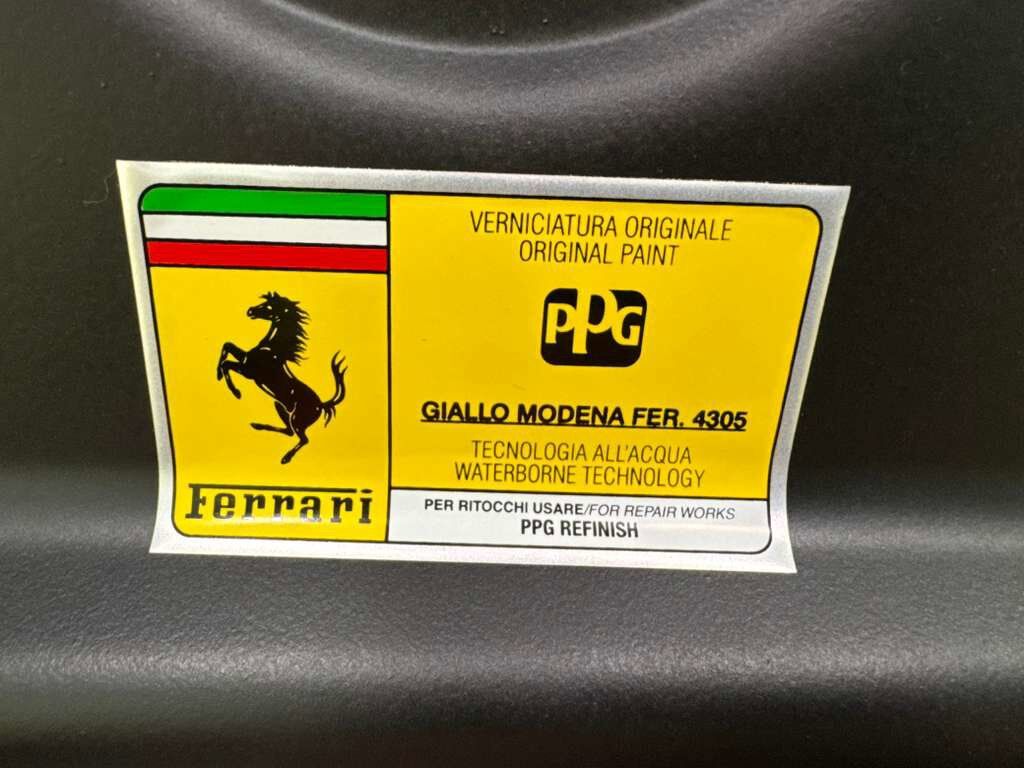 VERNICIATURA ORIGINALE
ORIGINAL PAINT
PPG
GIALLO MODENA FER. 4305
TECNOLOGIA ALL'ACQUA
WATERBORNE TECHNOLOGY
Ferrari
PER RITOCCHI USARE/FOR REPAIR WORKS
PPG REFINISH